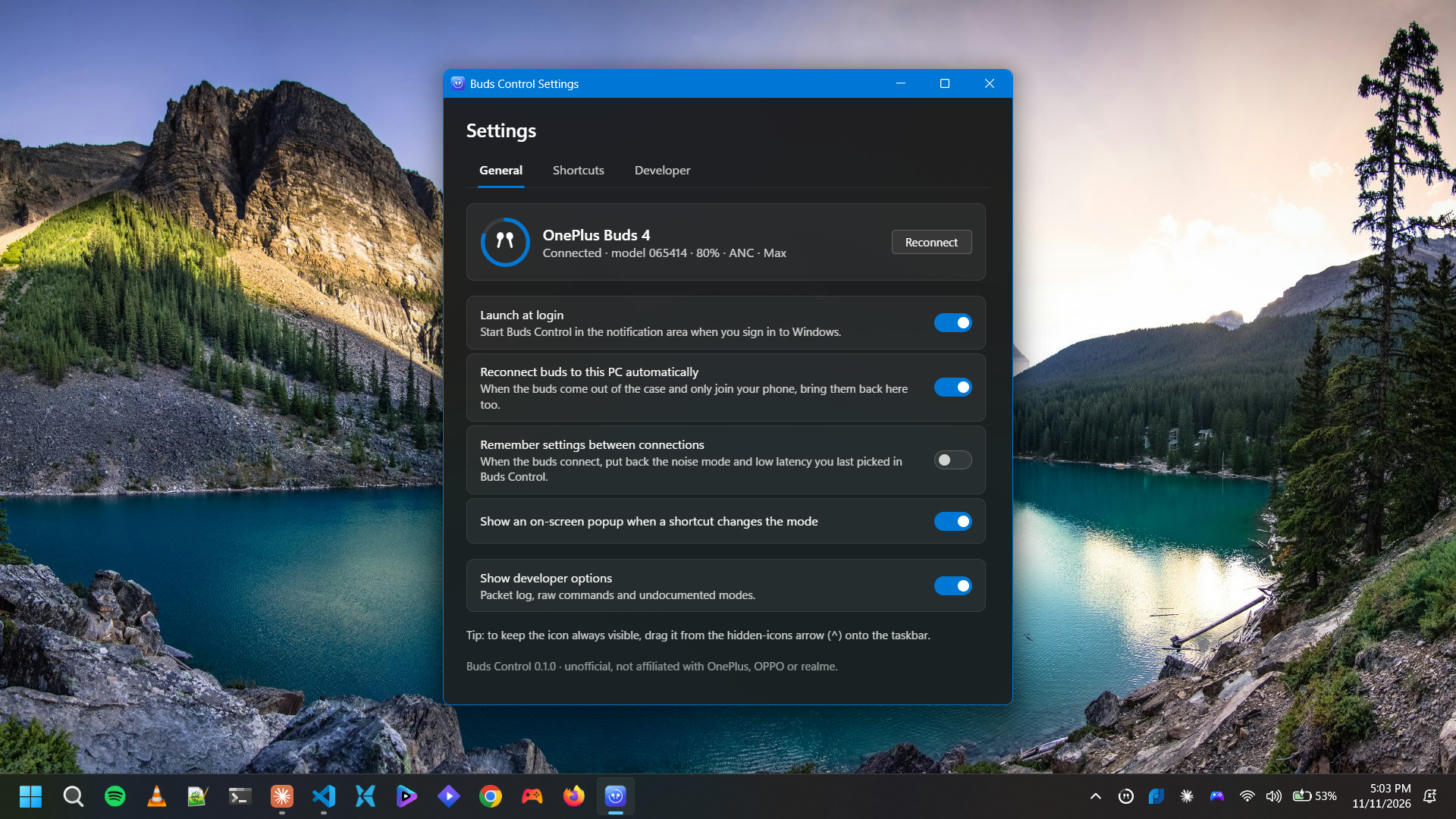 Buds Control Settings
Settings
General
Shortcuts
Developer
OnePlus Buds 4
Connected · model 065414 · 80% · ANC · Max
Reconnect
Launch at login
Start Buds Control in the notification area when you sign in to Windows.
Reconnect buds to this PC automatically
When the buds come out of the case and only join your phone, bring them back here
too.
Remember settings between connections
When the buds connect, put back the noise mode and low latency you last picked in
Buds Control.
Show an on-screen popup when a shortcut changes the mode
Show developer options
Packet log, raw commands and undocumented modes.
Tip: to keep the icon always visible, drag it from the hidden-icons arrow (^) onto the taskbar.
Buds Control 0.1.0 · unofficial, not affiliated with OnePlus, OPPO or realme.
53%
5:03 PM
11/11/2026